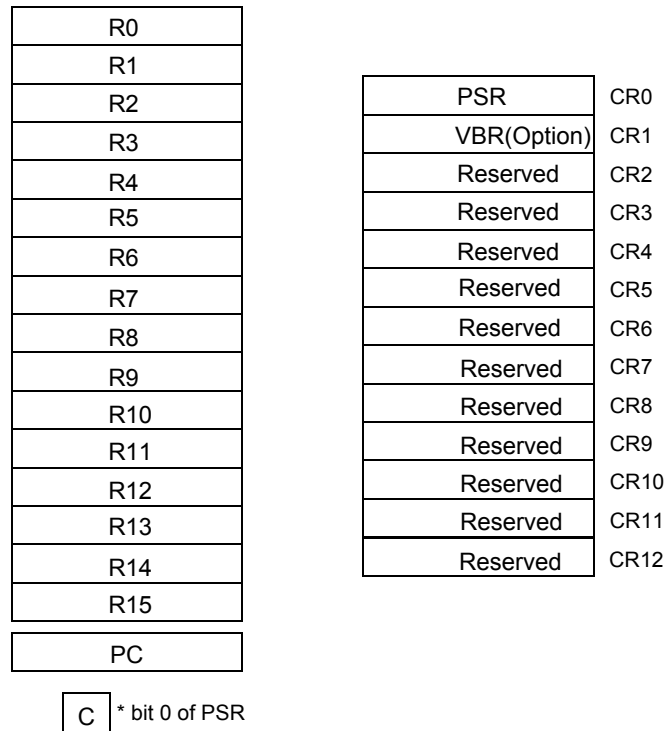 R0
R1
R2
R3
R4
R5
R6
R7
R8
R9
R10
R11
R12
R13
R14
R15
PC
C * bit 0 of PSR
PSR CR0
VBR(Option) CR1
Reserved CR2
Reserved CR3
Reserved CR4
Reserved CR5
Reserved CR6
Reserved CR7
Reserved CR8
Reserved CR9
Reserved CR10
Reserved CR11
Reserved CR12